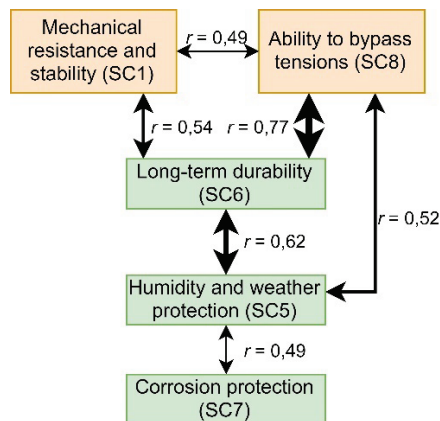 Mechanical
resistance and
stability (SC1)
r = 0,49
Ability to bypass
tensions (SC8)
r = 0,54
r = 0,77
Long-term durability
(SC6)
r = 0,52
r = 0,62
Humidity and weather
protection (SC5)
r = 0,49
Corrosion protection
(SC7)